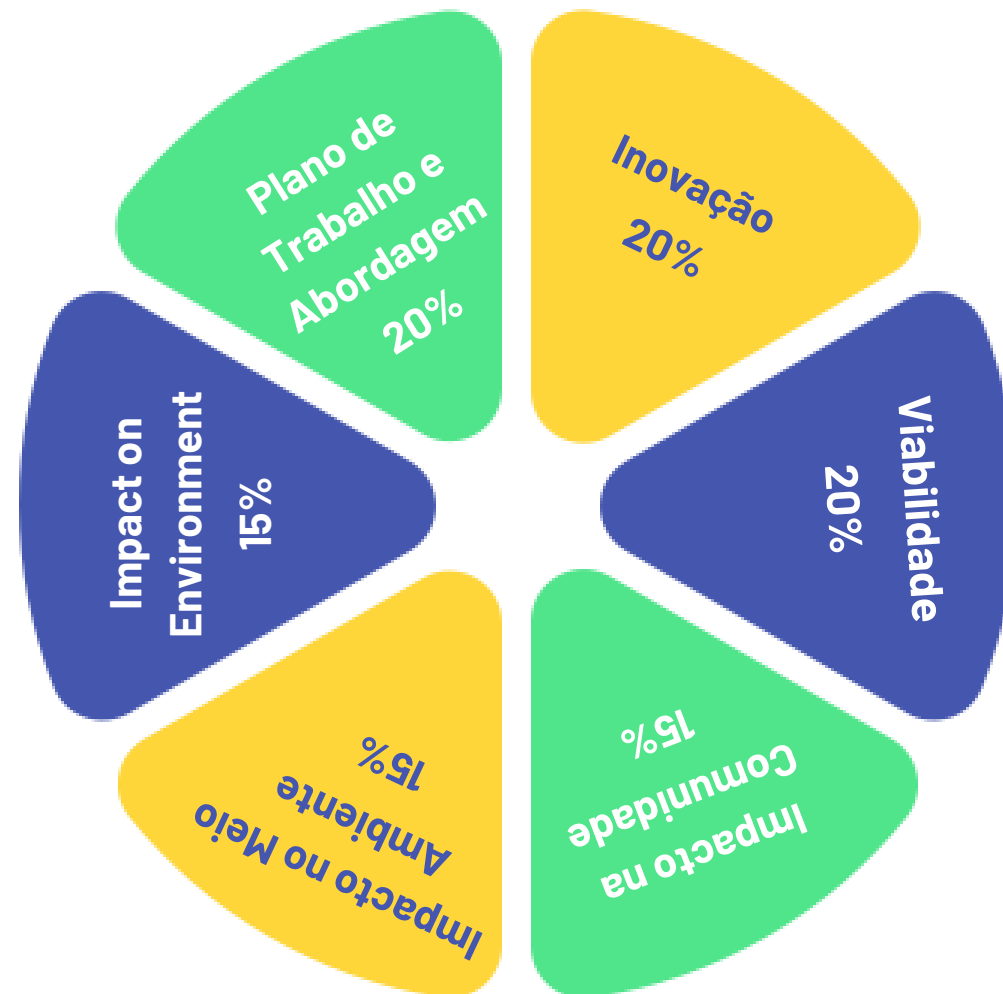 Inovação
20%
Viabilidade
20%
Impacto na
Comunidade
15%
Impacto no Meio
Ambiente
15%
Impact on
Environment
15%
Plano de
Trabalho e
Abordagem
20%